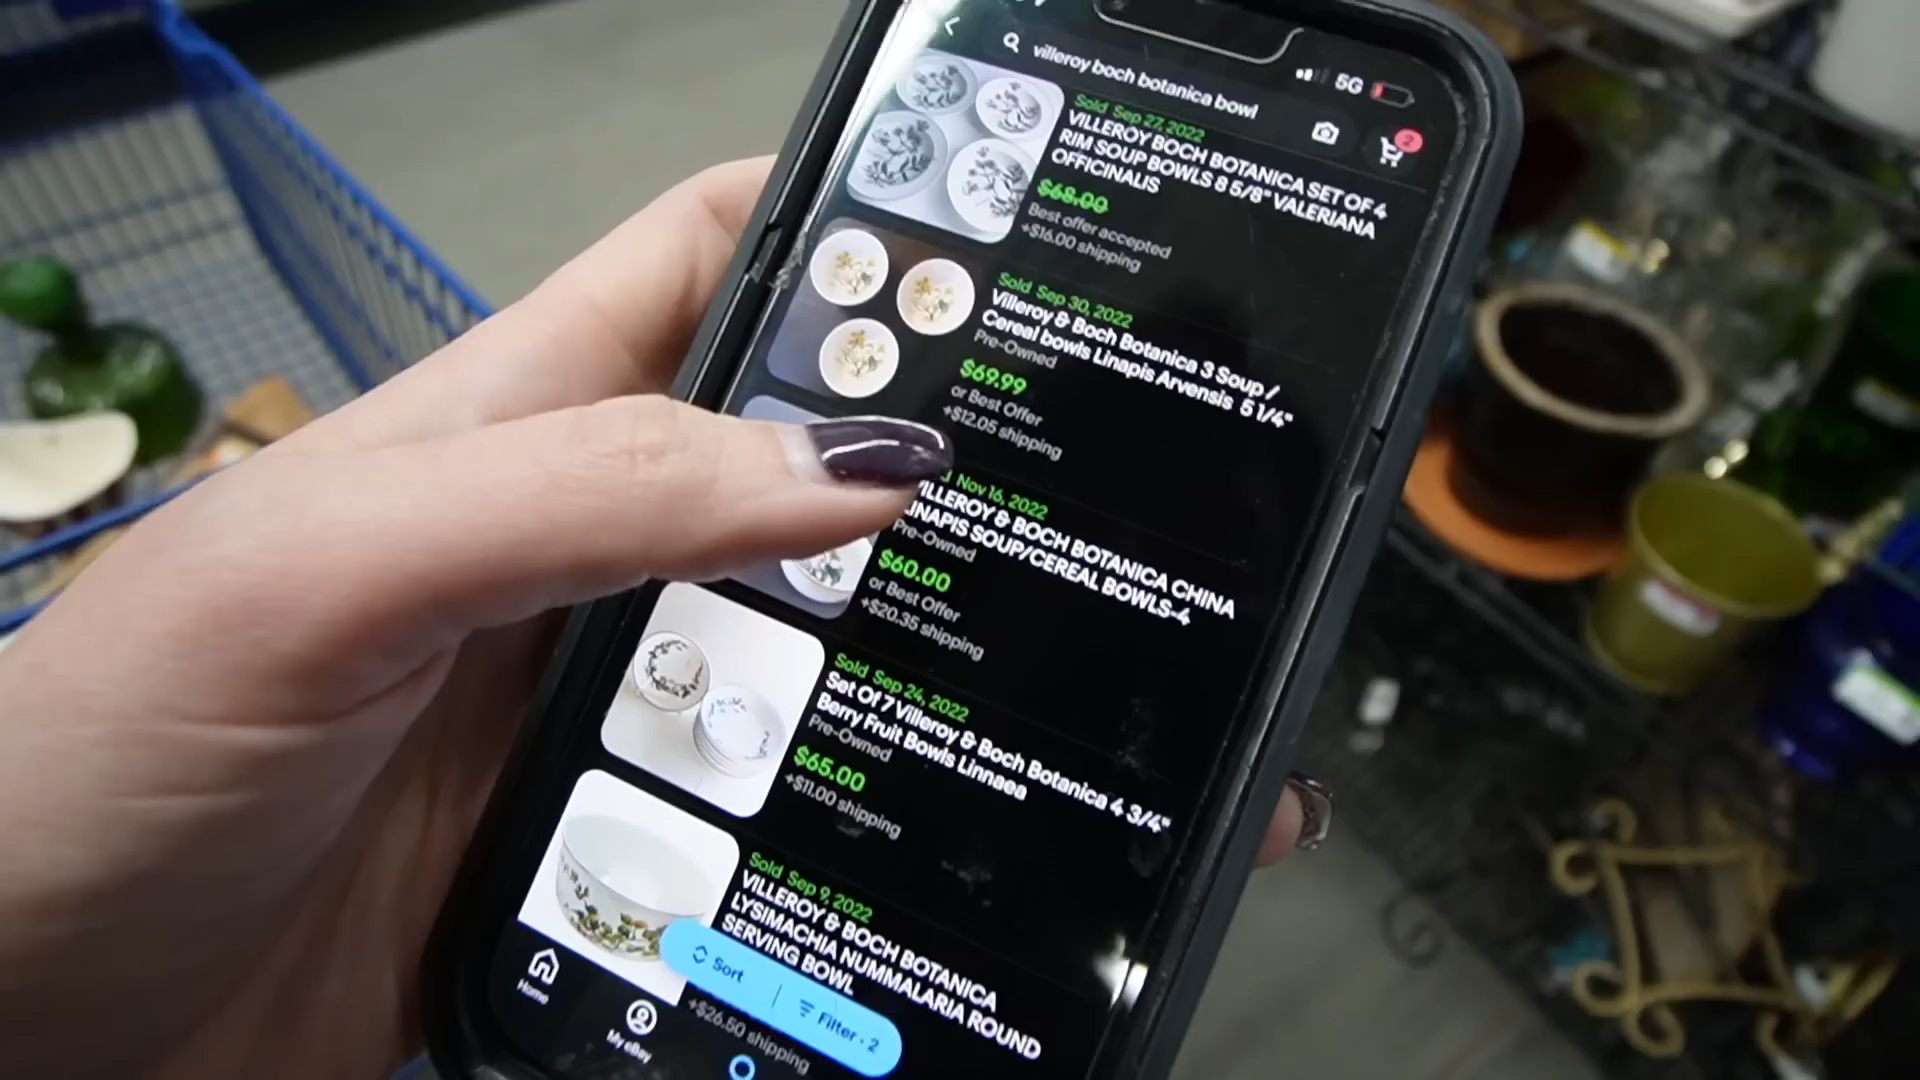 villeroy boch botanica bowl
5G
2
Sold Sep 27, 2022
VILLEROY BOCH BOTANICA SET OF 4
RIM SOUP BOWLS 8 5/8" VALERIANA
OFFICINALIS
$68.00
Best offer accepted
+$16.00 shipping
Sold Sep 30, 2022
Villeroy & Boch Botanica 3 Soup /
Cereal bowls Linapis Arvensis 5 1/4"
Pre-Owned
$69.99
or Best Offer
+$12.05 shipping
Nov 16, 2022
VILLEROY & BOCH BOTANICA CHINA
LINAPIS SOUP/CEREAL BOWLS-4
Pre-Owned
$60.00
or Best Offer
+$20.35 shipping
Sold Sep 24, 2022
Set Of 7 Villeroy & Boch Botanica 4 3/4"
Berry Fruit Bowls Linnaea
Pre-Owned
$65.00
+$11.00 shipping
Sold Sep 9, 2022
VILLEROY & BOCH BOTANICA
LYSIMACHIA NUMMALARIA ROUND
SERVING BOWL
+$26.50 shipping
Sort
Filter · 2
Home
My eBay